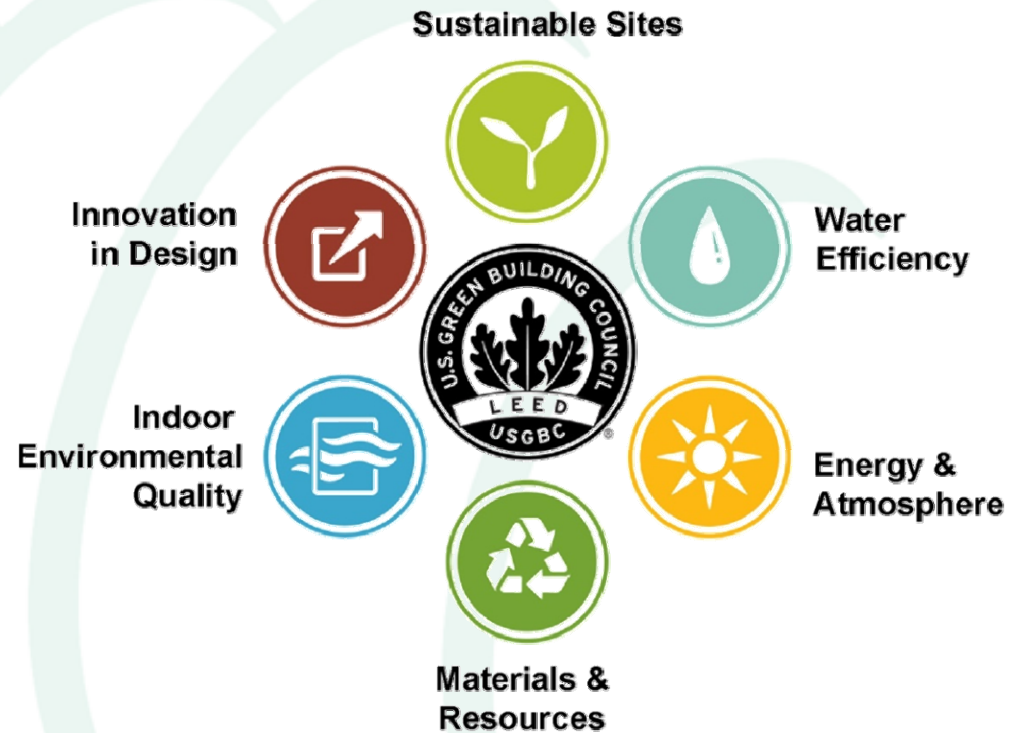 Sustainable Sites
Innovation
in Design
Water
Efficiency
U.S. GREEN BUILDING COUNCIL
LEED
USGBC
®
Indoor
Environmental
Quality
Energy &
Atmosphere
Materials &
Resources